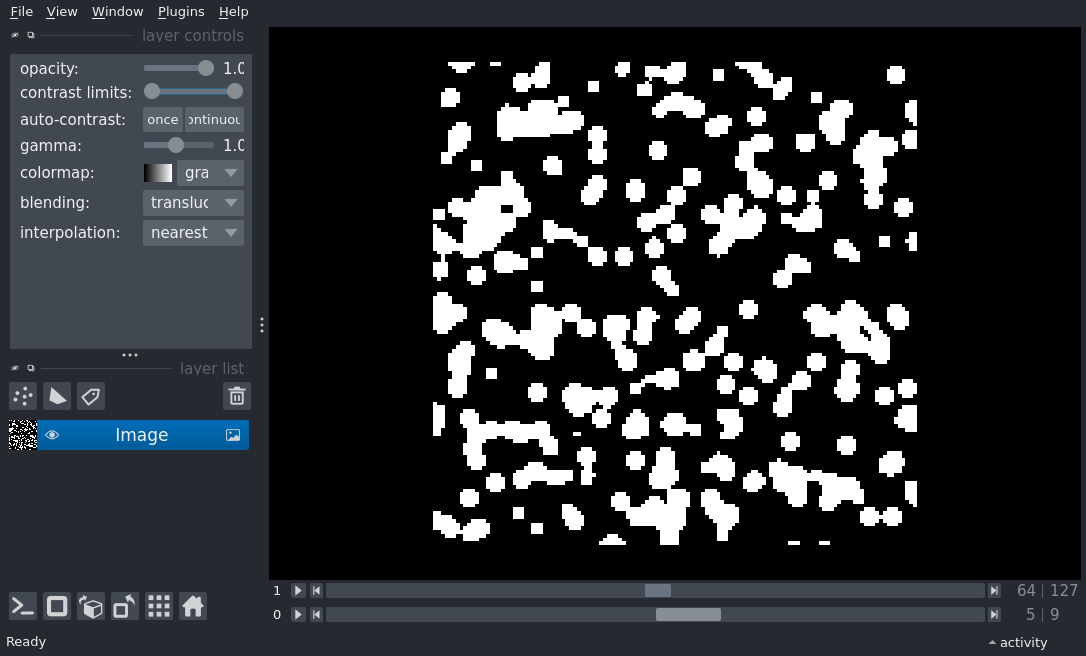 File View Window Plugins Help
layer controls
opacity: 1.0
contrast limits:
auto-contrast: once ontinuou
gamma: 1.0
colormap: gra
blending: transluc
interpolation: nearest
layer list
Image
1 64 | 127
0 5 | 9
Ready activity